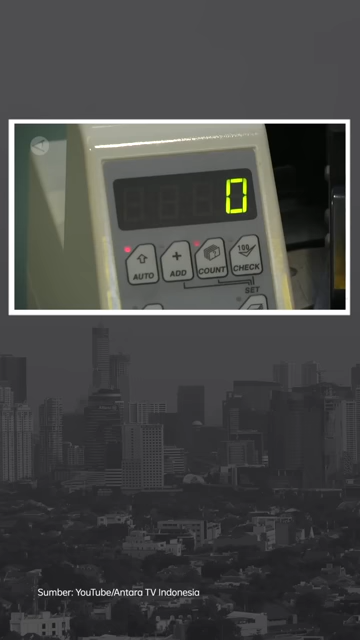 0
AUTO
ADD
COUNT
100
CHECK
SET
Sumber: YouTube/Antara TV Indonesia